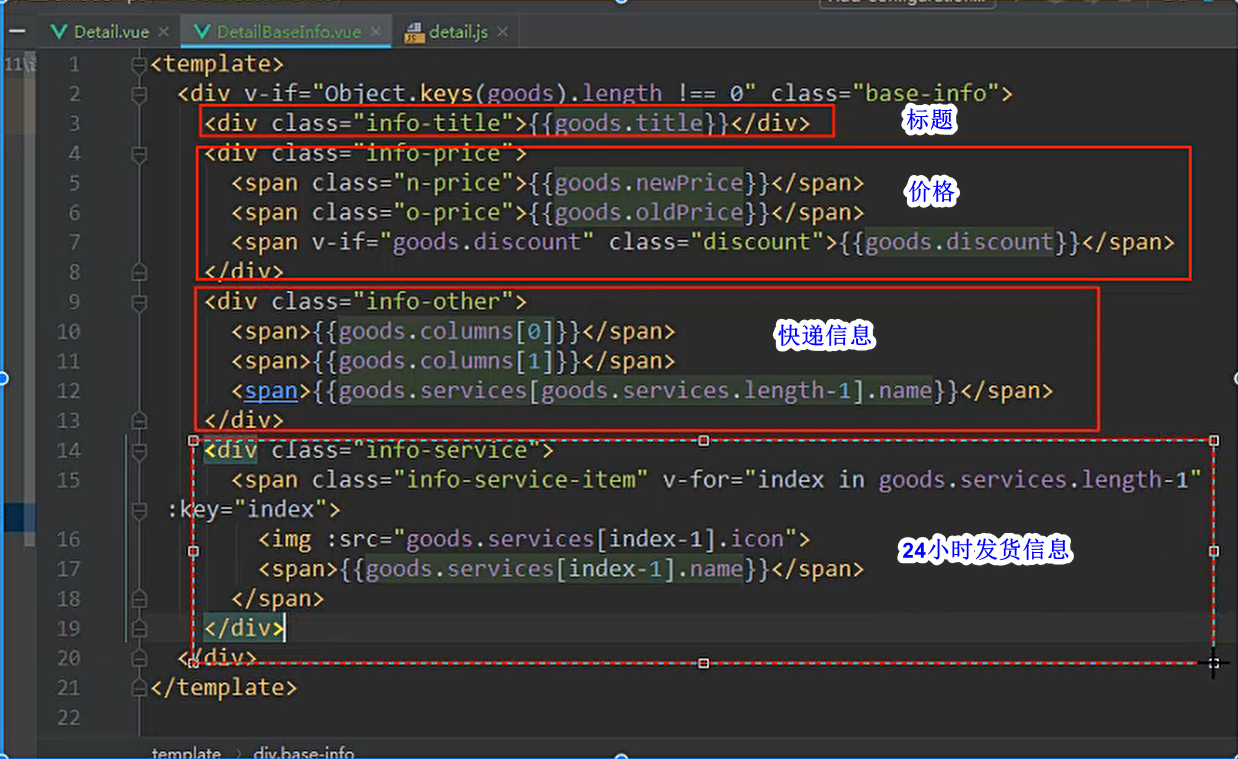 Add Configuration...
Detail.vue × DetailBaseInfo.vue × detail.js ×
1 <template>
2 <div v-if="Object.keys(goods).length !== 0" class="base-info">
3 <div class="info-title">{{goods.title}}</div> 标题
4 <div class="info-price">
5 <span class="n-price">{{goods.newPrice}}</span> 价格
6 <span class="o-price">{{goods.oldPrice}}</span>
7 <span v-if="goods.discount" class="discount">{{goods.discount}}</span>
8 </div>
9 <div class="info-other">
10 <span>{{goods.columns[0]}}</span> 快递信息
11 <span>{{goods.columns[1]}}</span>
12 <span>{{goods.services[goods.services.length-1].name}}</span>
13 </div>
14 <div class="info-service">
15 <span class="info-service-item" v-for="index in goods.services.length-1"
:key="index">
16 <img :src="goods.services[index-1].icon"> 24小时发货信息
17 <span>{{goods.services[index-1].name}}</span>
18 </span>
19 </div>
20 </div>
21 </template>
22
template › div.base-info